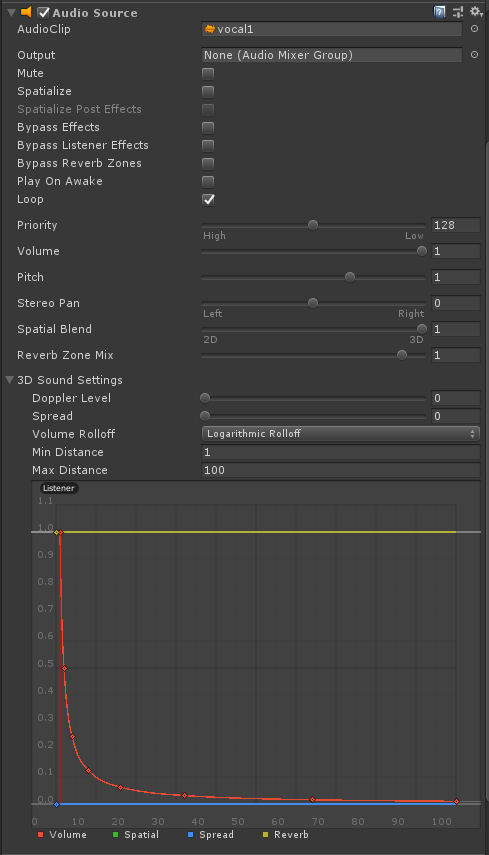 Audio Source
AudioClip vocal1
Output None (Audio Mixer Group)
Mute
Spatialize
Spatialize Post Effects
Bypass Effects
Bypass Listener Effects
Bypass Reverb Zones
Play On Awake
Loop
Priority 128
High Low
Volume 1
Pitch 1
Stereo Pan 0
Left Right
Spatial Blend 1
2D 3D
Reverb Zone Mix 1
3D Sound Settings
Doppler Level 0
Spread 0
Volume Rolloff Logarithmic Rolloff
Min Distance 1
Max Distance 100
Listener
1.1
1.0
0.9
0.8
0.7
0.6
0.5
0.4
0.3
0.2
0.1
0.0
0 10 20 30 40 50 60 70 80 90 100
Volume Spatial Spread Reverb